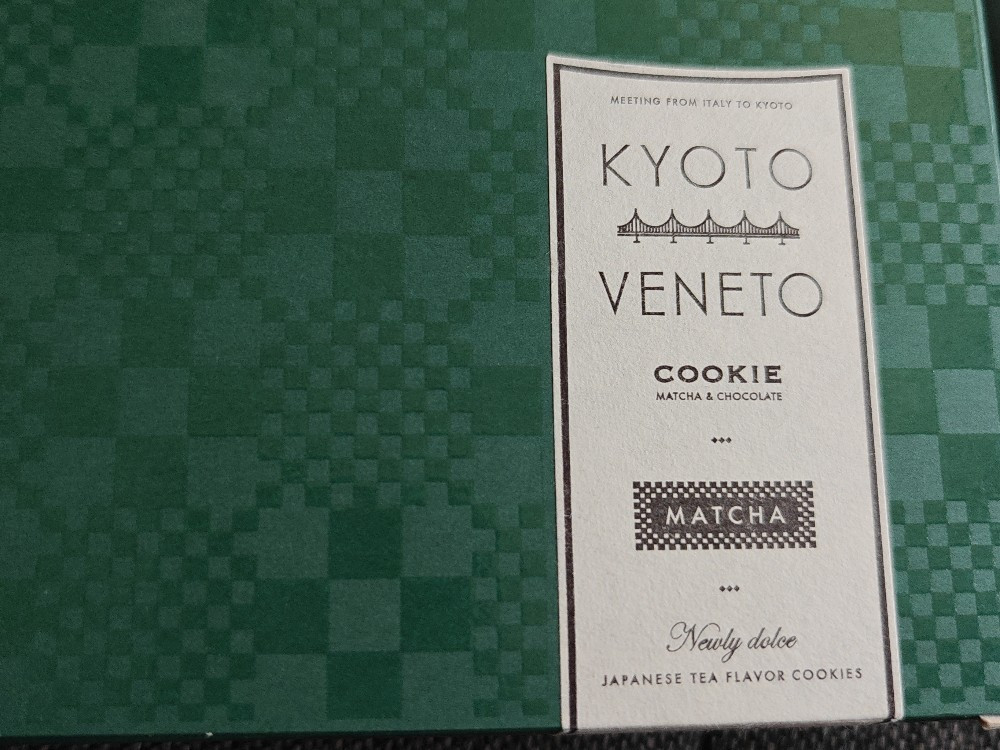 MEETING FROM ITALY TO KYOTO
KYOTO
VENETO
COOKIE
MATCHA & CHOCOLATE
MATCHA
Newly dolce
JAPANESE TEA FLAVOR COOKIES